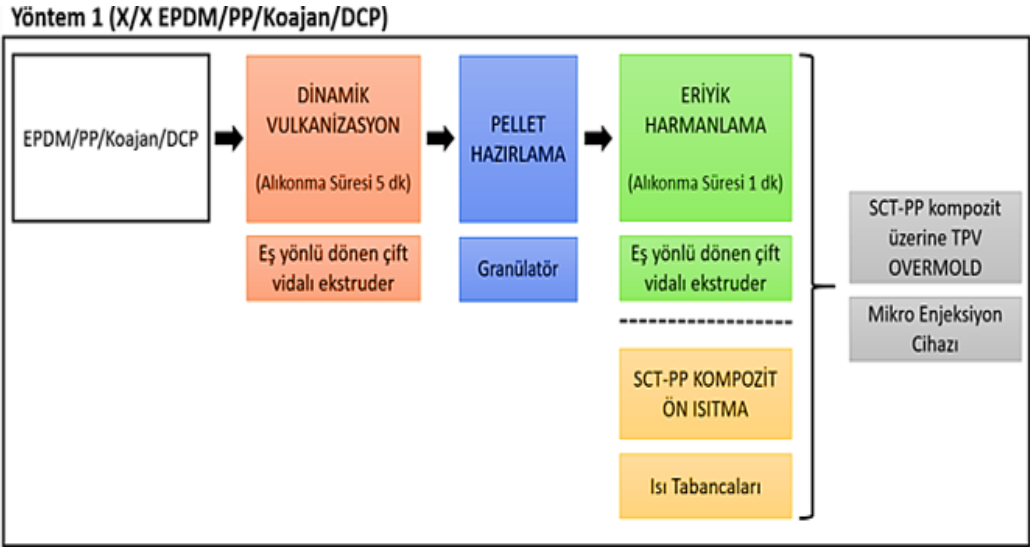 Yöntem 1 (X/X EPDM/PP/Koajan/DCP)
EPDM/PP/Koajan/DCP
DİNAMİK
VULKANİZASYON
(Alıkonma Süresi 5 dk)
Eş yönlü dönen çift
vidalı ekstruder
PELLET
HAZIRLAMA
Granülatör
ERİYİK
HARMANLAMA
(Alıkonma Süresi 1 dk)
Eş yönlü dönen çift
vidalı ekstruder
SCT-PP KOMPOZİT
ÖN ISITMA
Isı Tabancaları
SCT-PP kompozit
üzerine TPV
OVERMOLD
Mikro Enjeksiyon
Cihazı